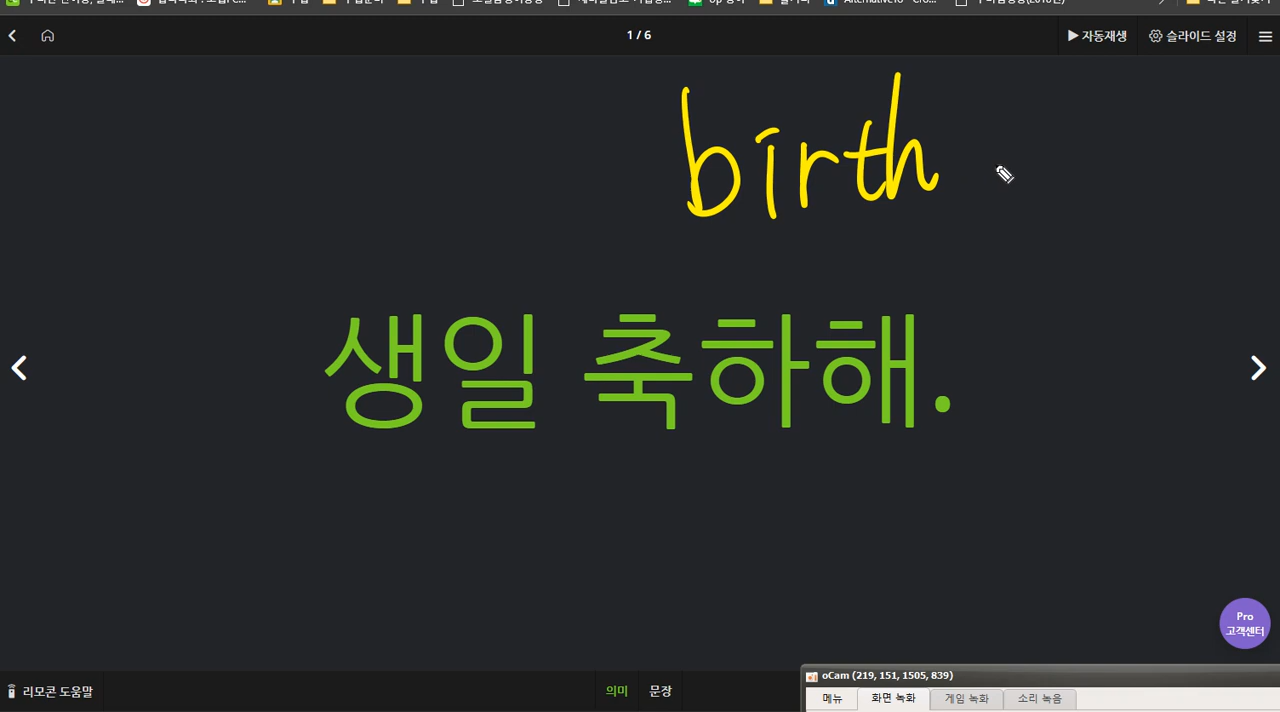 1 / 6
▶ 자동재생
슬라이드 설정
birth
생일 축하해.
Pro
고객센터
리모콘 도움말
의미
문장
oCam (219, 151, 1505, 839)
메뉴
화면 녹화
게임 녹화
소리 녹음